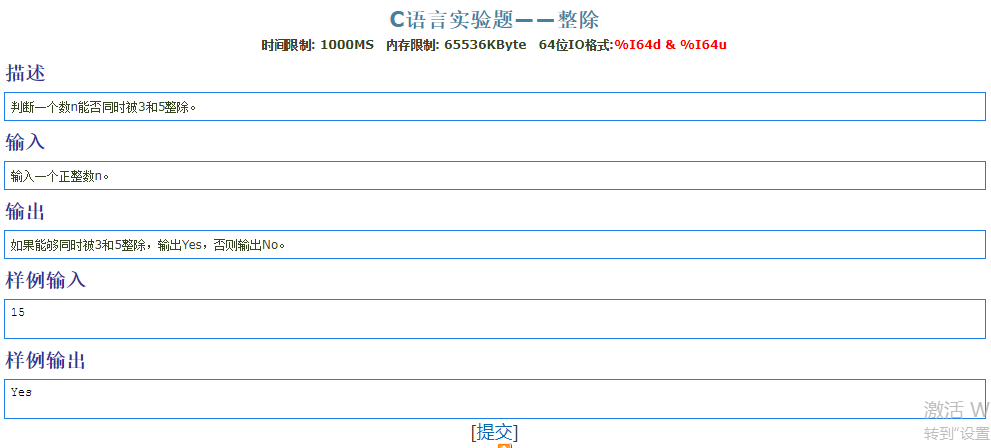 C语言实验题——整除
时间限制: 1000MS 内存限制: 65536KByte 64位IO格式:%I64d & %I64u
描述
判断一个数n能否同时被3和5整除。
输入
输入一个正整数n。
输出
如果能够同时被3和5整除，输出Yes，否则输出No。
样例输入
15
样例输出
Yes
[提交]
激活 W
转到“设置